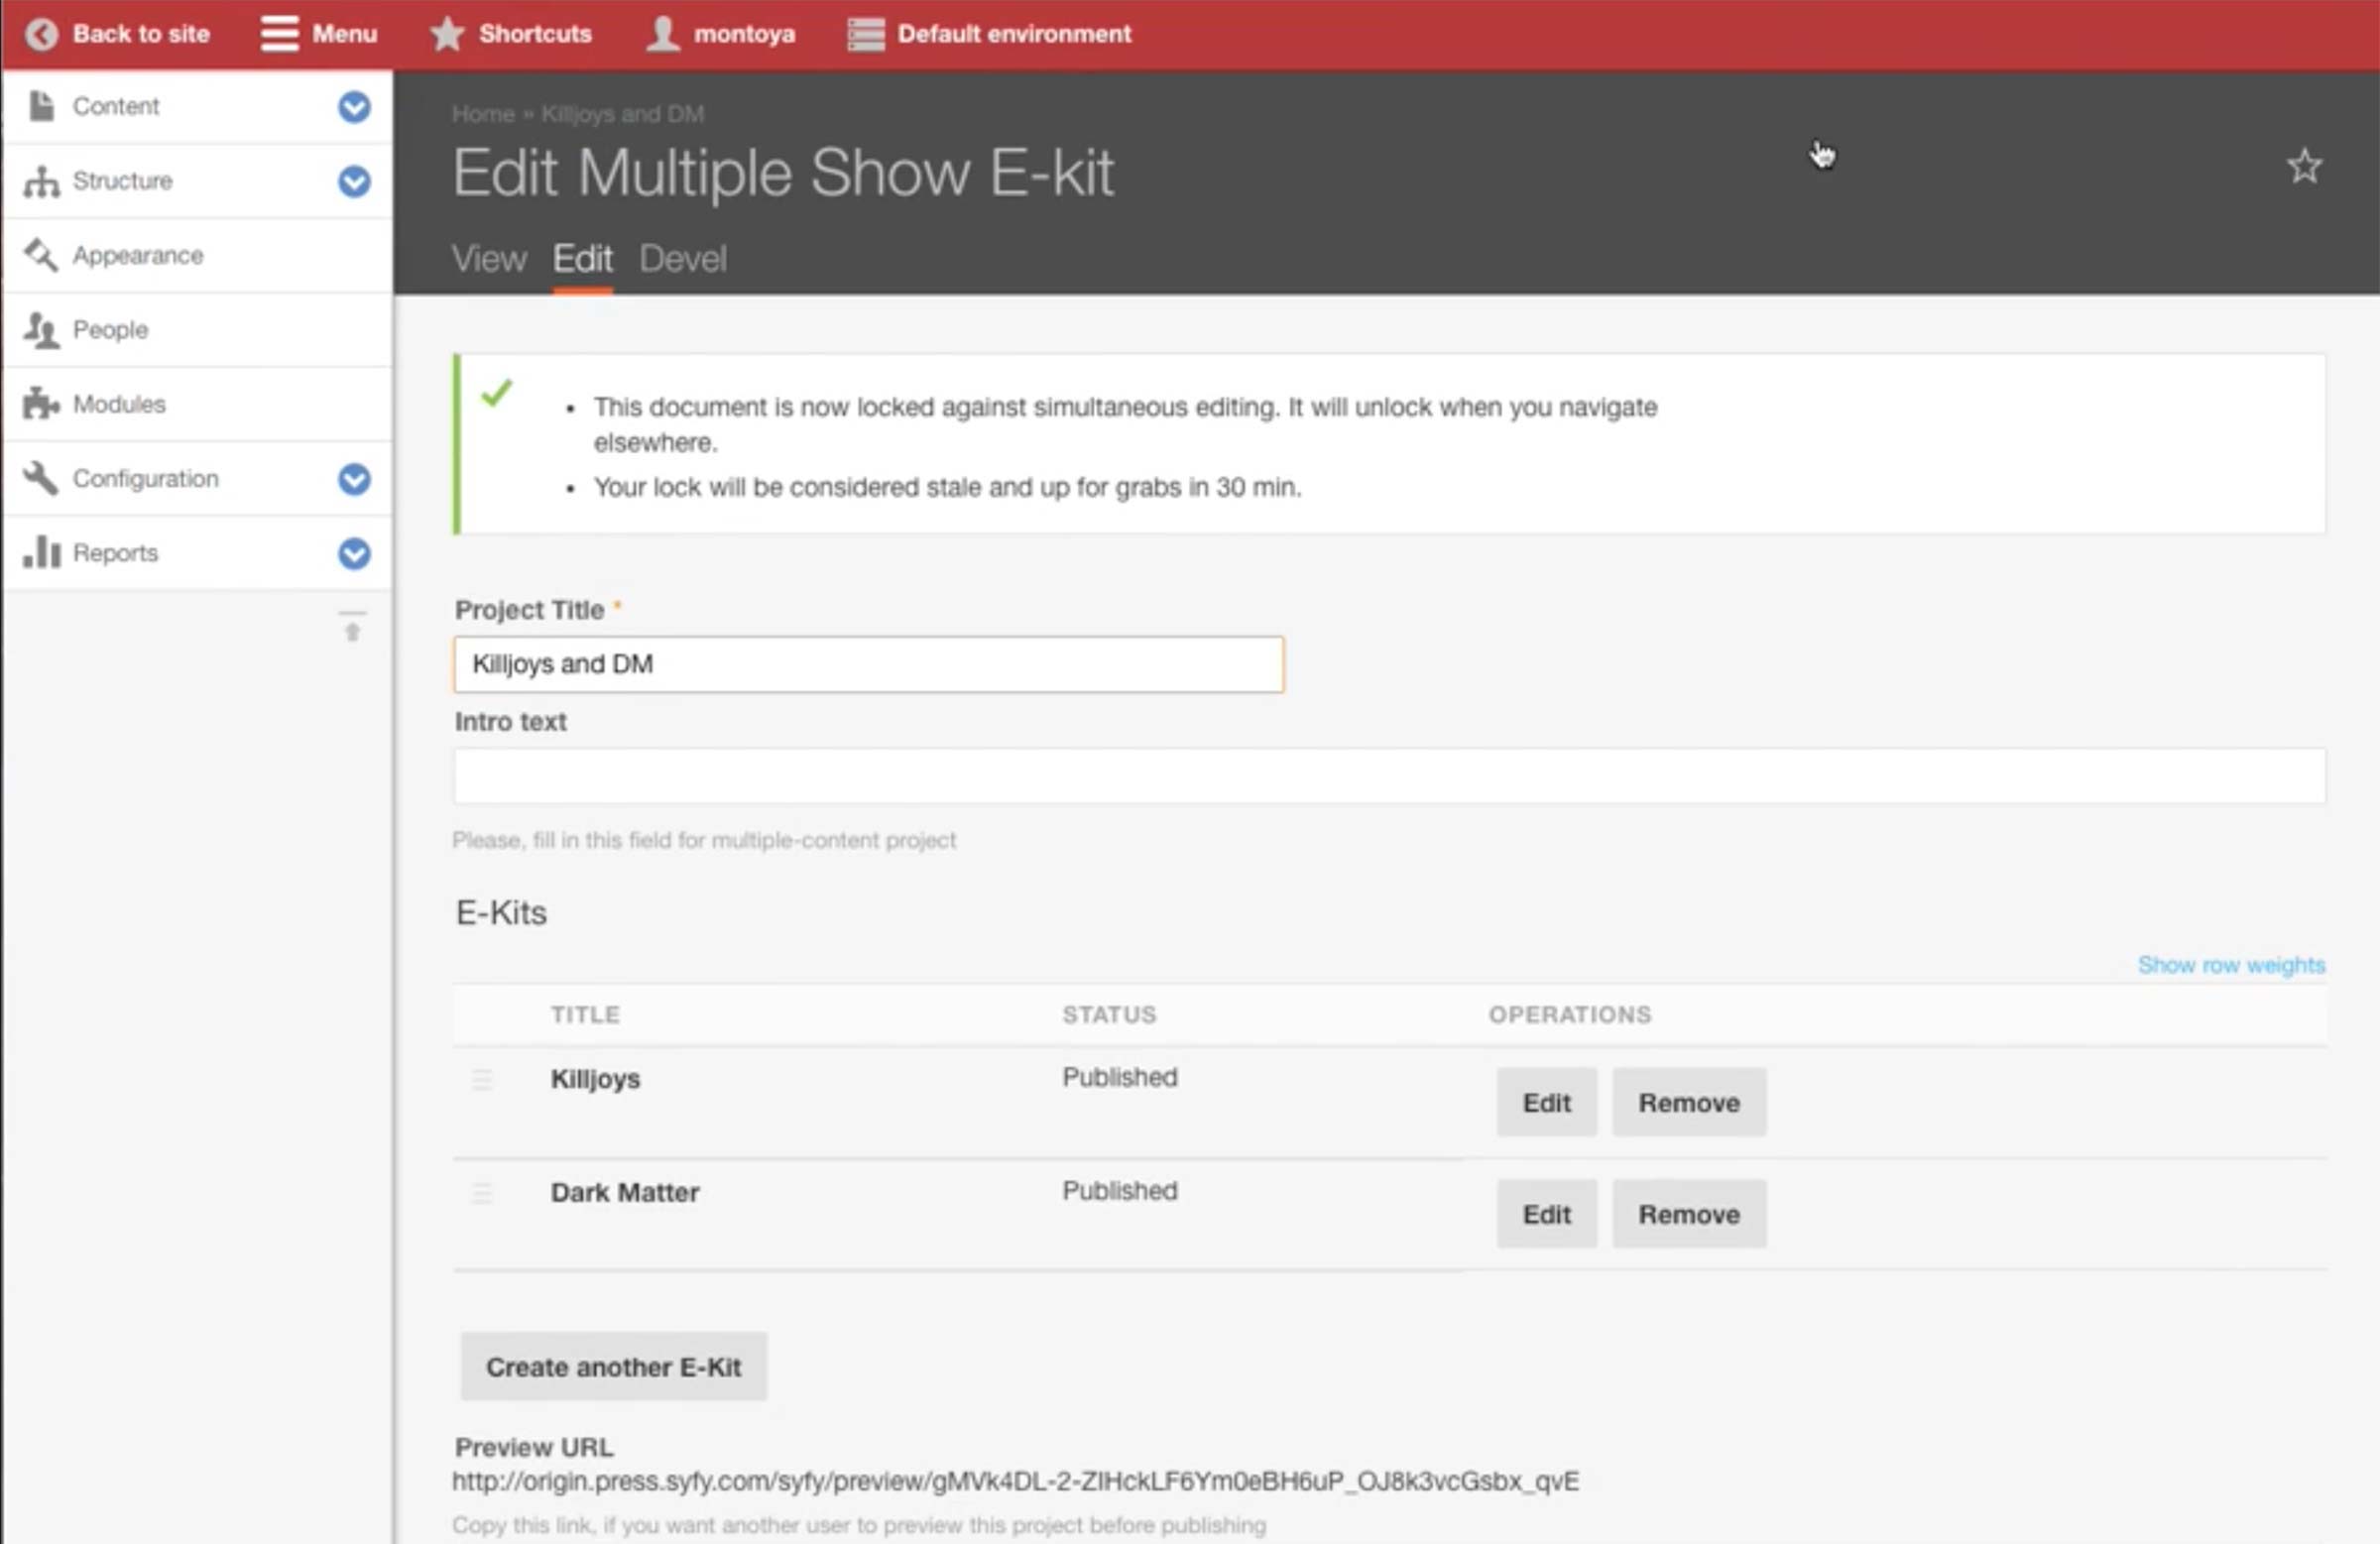 Back to site Menu Shortcuts montoya Default environment
Content
Structure
Appearance
People
Modules
Configuration
Reports
Home » Killjoys and DM
Edit Multiple Show E-kit
View Edit Devel
• This document is now locked against simultaneous editing. It will unlock when you navigate
elsewhere.
• Your lock will be considered stale and up for grabs in 30 min.
Project Title *
Killjoys and DM
Intro text
Please, fill in this field for multiple-content project
E-Kits
Show row weights
TITLE STATUS OPERATIONS
Killjoys Published Edit Remove
Dark Matter Published Edit Remove
Create another E-Kit
Preview URL
http://origin.press.syfy.com/syfy/preview/gMVk4DL-2-ZIHckLF6Ym0eBH6uP_OJ8k3vcGsbx_qvE
Copy this link, if you want another user to preview this project before publishing